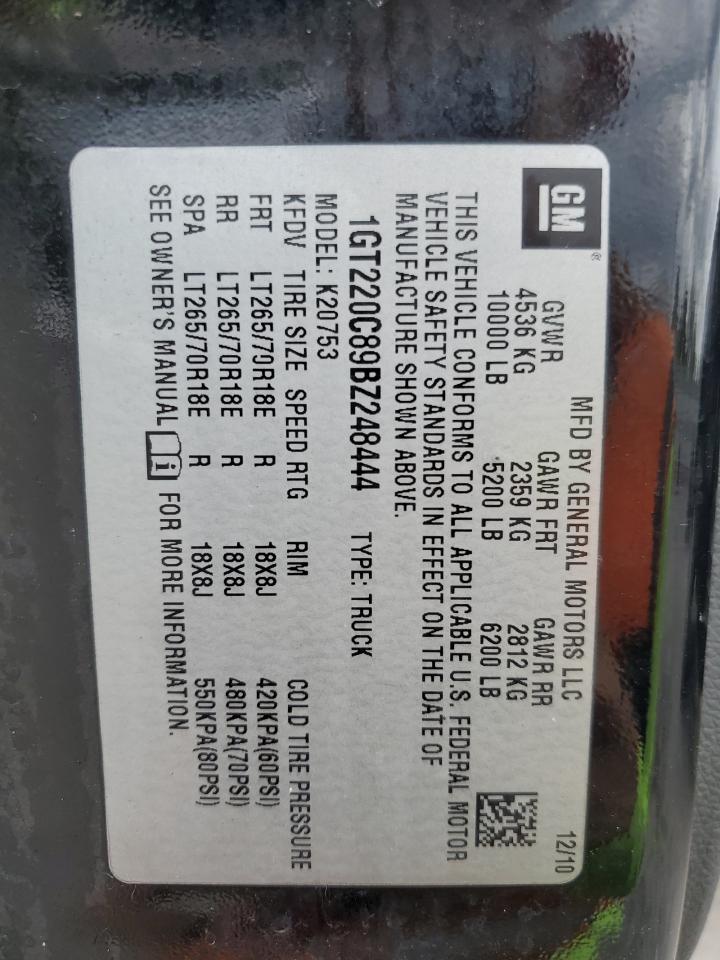 GM®
MFD BY GENERAL MOTORS LLC 12/10
GVWR GAWR FRT GAWR RR
4536 KG 2359 KG 2812 KG
10000 LB 5200 LB 6200 LB
THIS VEHICLE CONFORMS TO ALL APPLICABLE U.S. FEDERAL MOTOR
VEHICLE SAFETY STANDARDS IN EFFECT ON THE DATE OF
MANUFACTURE SHOWN ABOVE.
1GT220C89BZ248444 TYPE: TRUCK
MODEL: K20753
KFDV TIRE SIZE SPEED RTG RIM COLD TIRE PRESSURE
FRT LT265/70R18E R 18X8J 420KPA(60PSI)
RR LT265/70R18E R 18X8J 480KPA(70PSI)
SPA LT265/70R18E R 18X8J 550KPA(80PSI)
SEE OWNER'S MANUAL i FOR MORE INFORMATION.